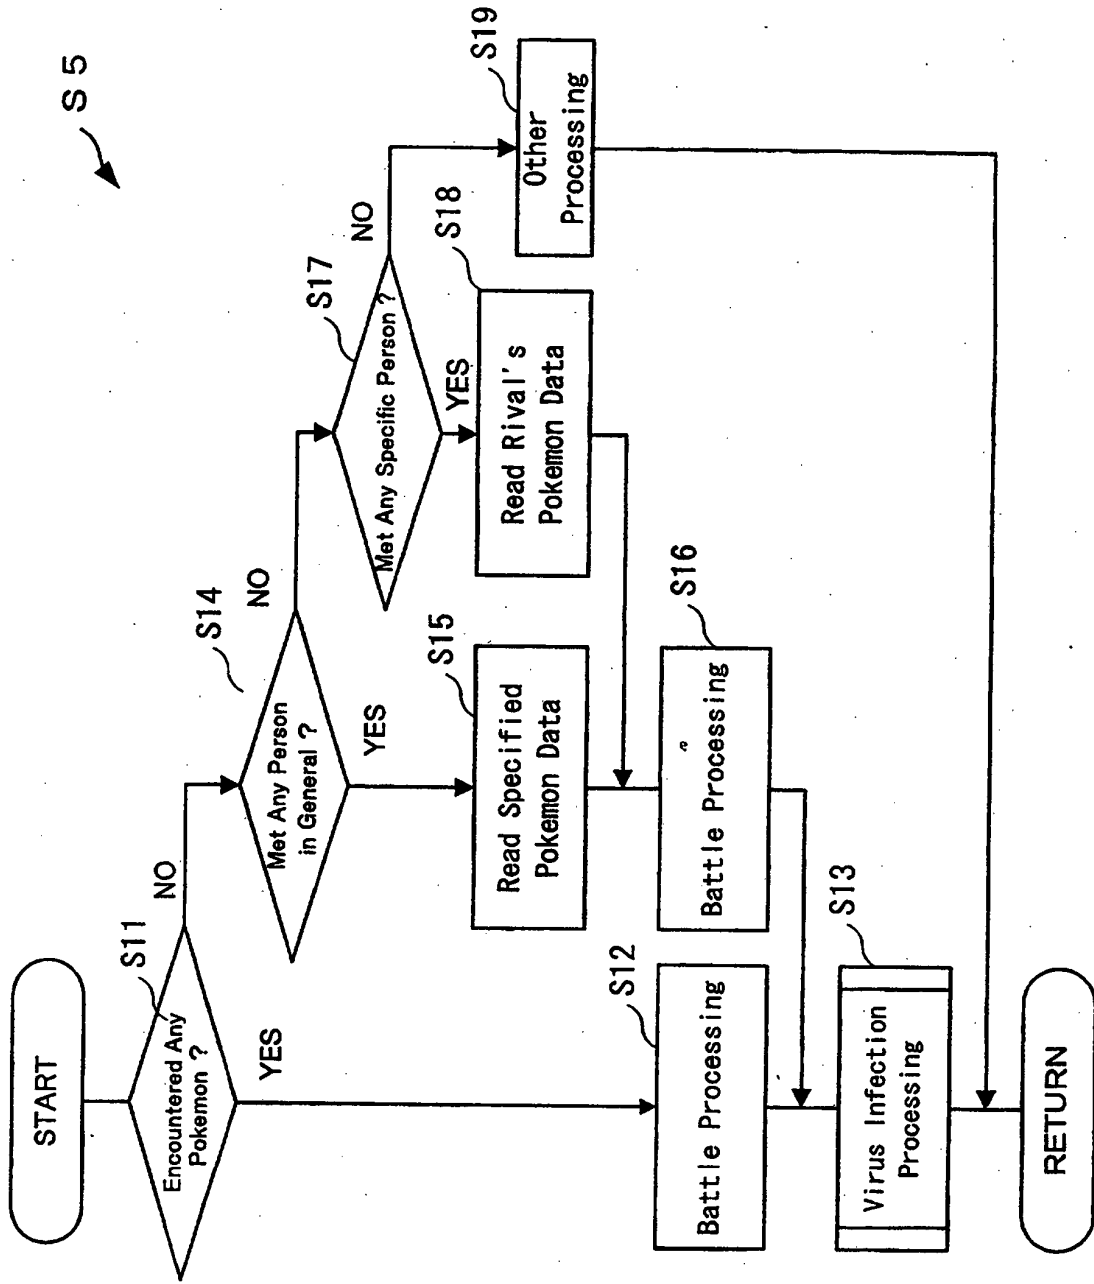 S 5
START
S11
Encountered Any
Pokemon ?
NO
YES
S14
Met Any Person
in General ?
NO
YES
S17
Met Any Specific Person ?
NO
YES
S12
Battle Processing
S15
Read Specified
Pokemon Data
S18
Read Rival's
Pokemon Data
S19
Other
Processing
S16
Battle Processing
S13
Virus Infection
Processing
RETURN